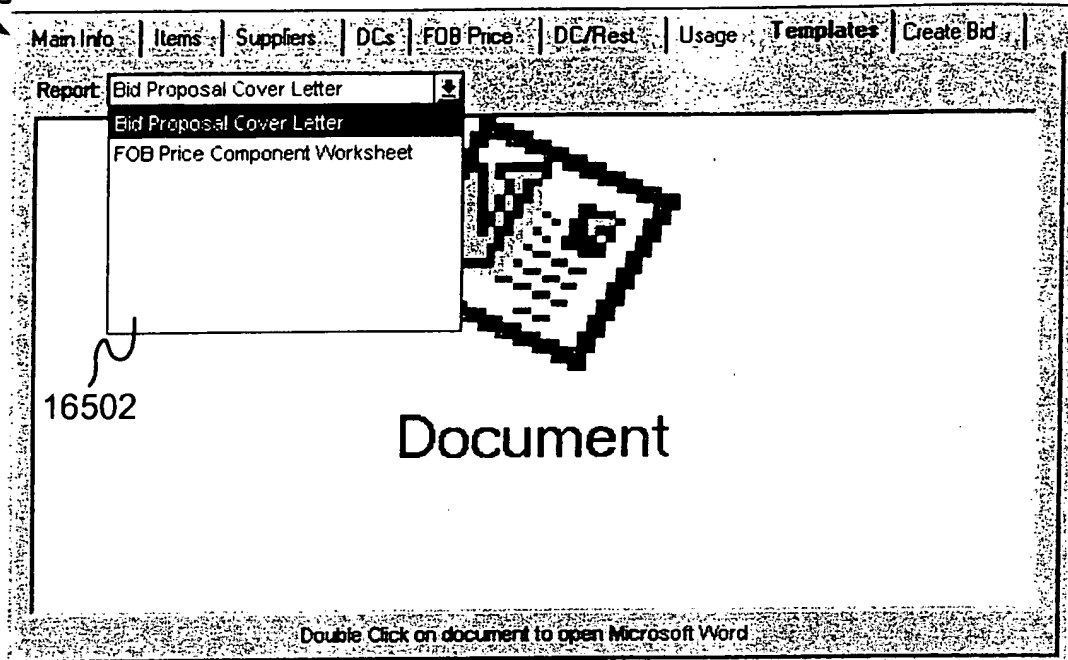 Main Info Items Suppliers DCs FOB Price DC/Rest. Usage Templates Create Bid
Report: Bid Proposal Cover Letter
Bid Proposal Cover Letter
FOB Price Component Worksheet
16502
Document
Double Click on document to open Microsoft Word